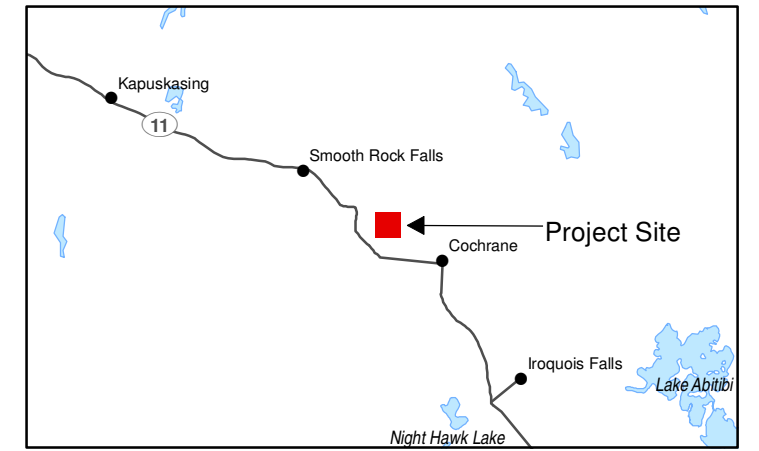 Kapuskasing
11
Smooth Rock Falls
Project Site
Cochrane
Iroquois Falls
Lake Abitibi
Night Hawk Lake